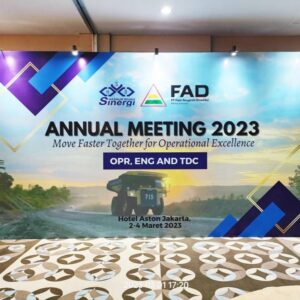 Sinergi
FAD
ANNUAL MEETING 2023
Move Faster Together for Operational Excellence
OPR, ENG AND TDC
715
Hotel Aston Jakarta,
2-4 Maret 2023